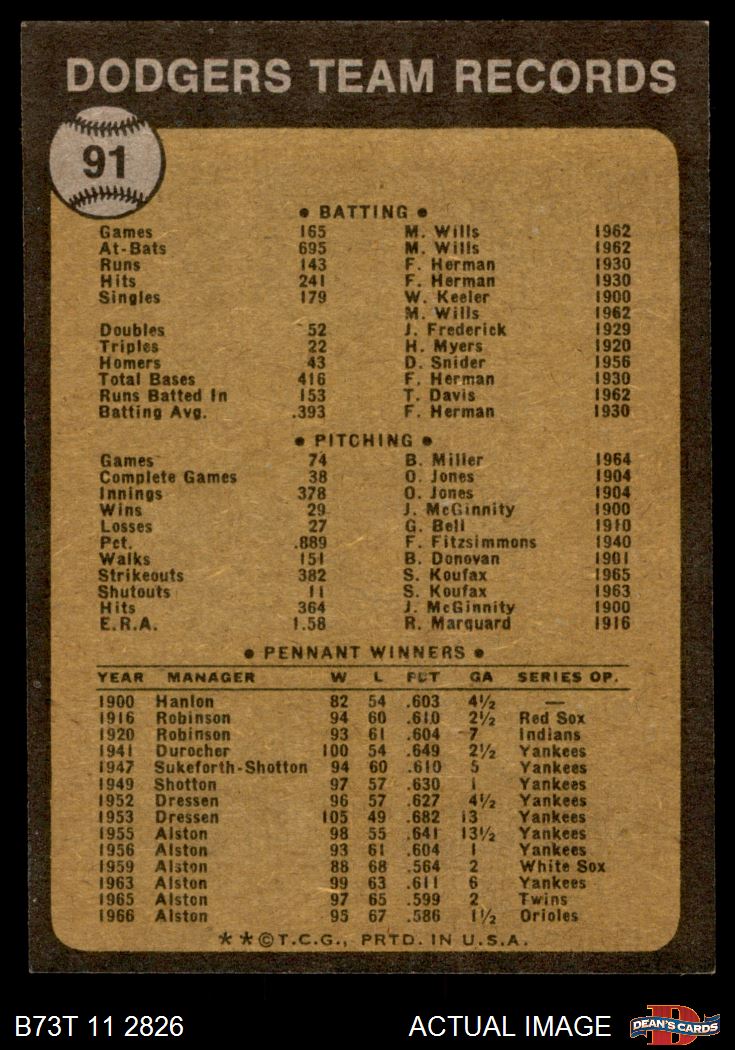 DODGERS TEAM RECORDS
91
• BATTING •
Games 165 M. Wills 1962
At-Bats 695 M. Wills 1962
Runs 143 F. Herman 1930
Hits 241 F. Herman 1930
Singles 179 W. Keeler 1900
M. Wills 1962
Doubles 52 J. Frederick 1929
Triples 22 H. Myers 1920
Homers 43 D. Snider 1956
Total Bases 416 F. Herman 1930
Runs Batted In 153 T. Davis 1962
Batting Avg. .393 F. Herman 1930
• PITCHING •
Games 74 B. Miller 1964
Complete Games 38 O. Jones 1904
Innings 378 O. Jones 1904
Wins 29 J. McGinnity 1900
Losses 27 G. Bell 1910
Pct. .889 F. Fitzsimmons 1940
Walks 151 B. Donovan 1901
Strikeouts 382 S. Koufax 1965
Shutouts 11 S. Koufax 1963
Hits 364 J. McGinnity 1900
E.R.A. 1.58 R. Marquard 1916
• PENNANT WINNERS •
YEAR MANAGER W L PCT GA SERIES OP.
1900 Hanlon 82 54 .603 4½ —
1916 Robinson 94 60 .610 2½ Red Sox
1920 Robinson 93 61 .604 7 Indians
1941 Durocher 100 54 .649 2½ Yankees
1947 Sukeforth-Shotton 94 60 .610 5 Yankees
1949 Shotton 97 57 .630 1 Yankees
1952 Dressen 96 57 .627 4½ Yankees
1953 Dressen 105 49 .682 13 Yankees
1955 Alston 98 55 .641 13½ Yankees
1956 Alston 93 61 .604 1 Yankees
1959 Alston 88 68 .564 2 White Sox
1963 Alston 99 63 .611 6 Yankees
1965 Alston 97 65 .599 2 Twins
1966 Alston 95 67 .586 1½ Orioles
**©T.C.G., PRTD. IN U.S.A.
B73T 11 2826 ACTUAL IMAGE
D
DEAN'S CARDS